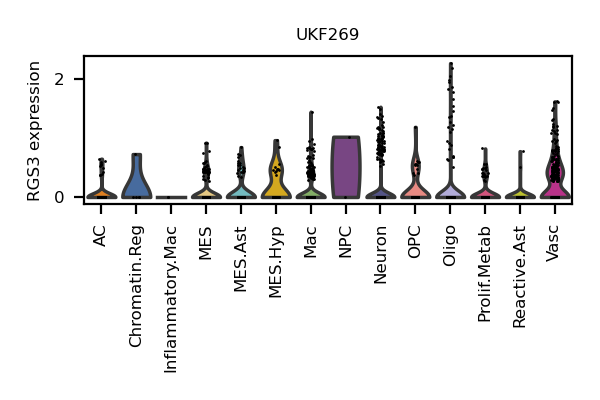 UKF269
RGS3 expression
2
0
AC
Chromatin.Reg
Inflammatory.Mac
MES
MES.Ast
MES.Hyp
Mac
NPC
Neuron
OPC
Oligo
Prolif.Metab
Reactive.Ast
Vasc